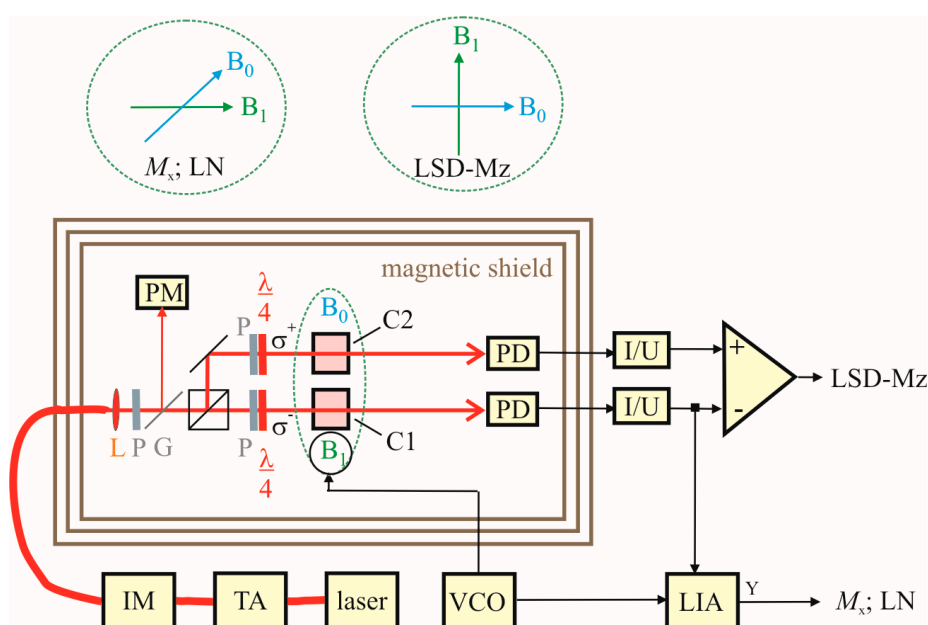 B₀
B₁
Mₓ; LN
B₁
B₀
LSD-Mz
magnetic shield
PM
λ/4
P
σ⁺
B₀
C2
PD
I/U
+
LSD-Mz
L
P
G
P
λ/4
σ⁻
B₁
C1
PD
I/U
-
IM
TA
laser
VCO
LIA
Y
Mₓ; LN